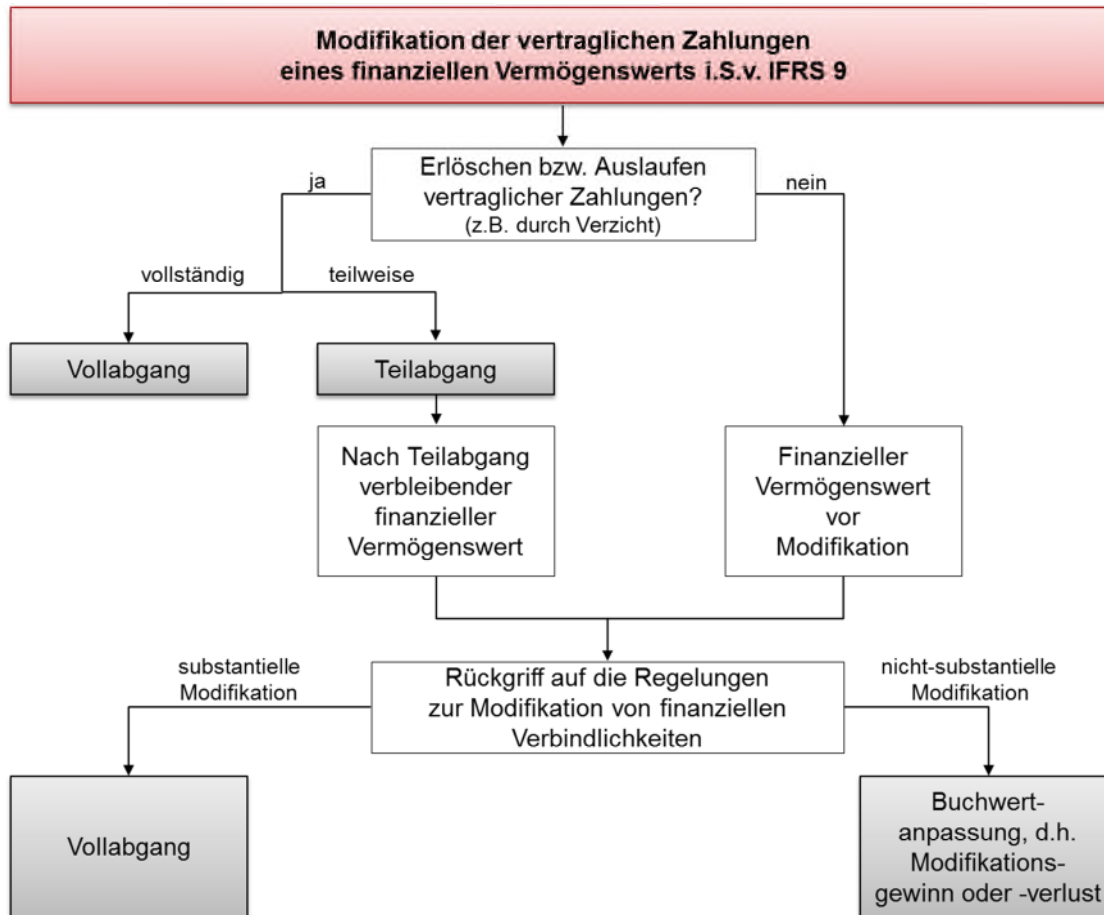 Modifikation der vertraglichen Zahlungen
eines finanziellen Vermögenswerts i.S.v. IFRS 9
Erlöschen bzw. Auslaufen
vertraglicher Zahlungen?
(z.B. durch Verzicht)
ja
nein
vollständig
teilweise
Vollabgang
Teilabgang
Nach Teilabgang
verbleibender
finanzieller
Vermögenswert
Finanzieller
Vermögenswert
vor
Modifikation
substantielle
Modifikation
Rückgriff auf die Regelungen
zur Modifikation von finanziellen
Verbindlichkeiten
nicht-substantielle
Modifikation
Vollabgang
Buchwert-
anpassung, d.h.
Modifikations-
gewinn oder -verlust